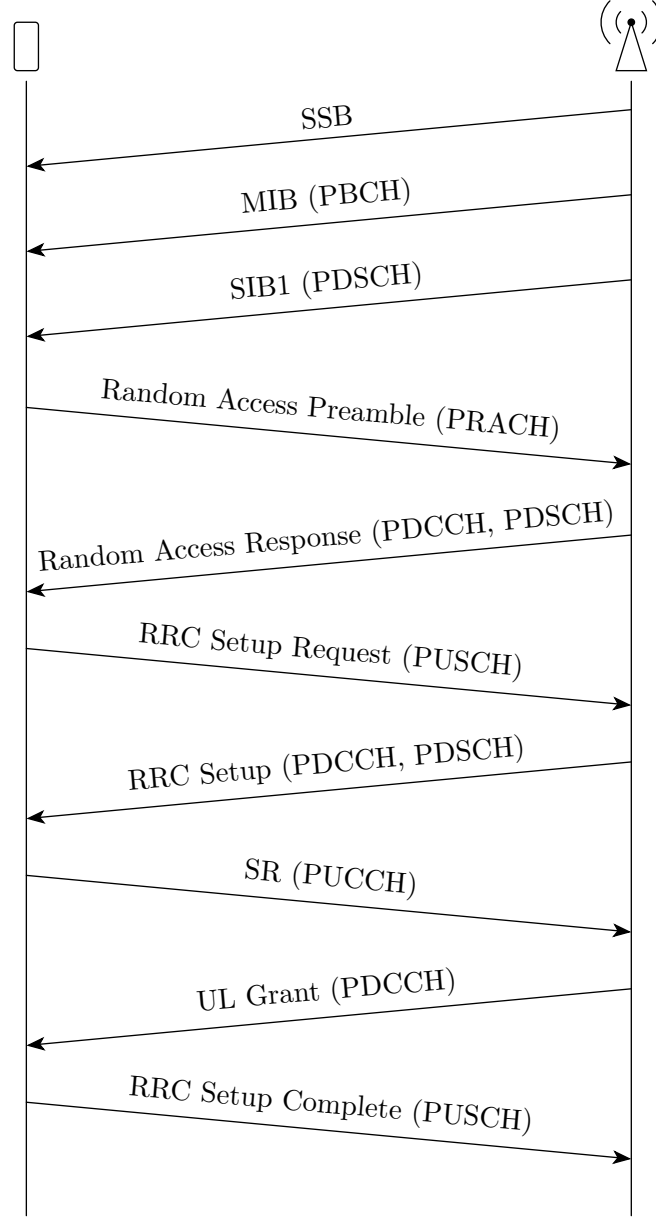 SSB
MIB (PBCH)
SIB1 (PDSCH)
Random Access Preamble (PRACH)
Random Access Response (PDCCH, PDSCH)
RRC Setup Request (PUSCH)
RRC Setup (PDCCH, PDSCH)
SR (PUCCH)
UL Grant (PDCCH)
RRC Setup Complete (PUSCH)